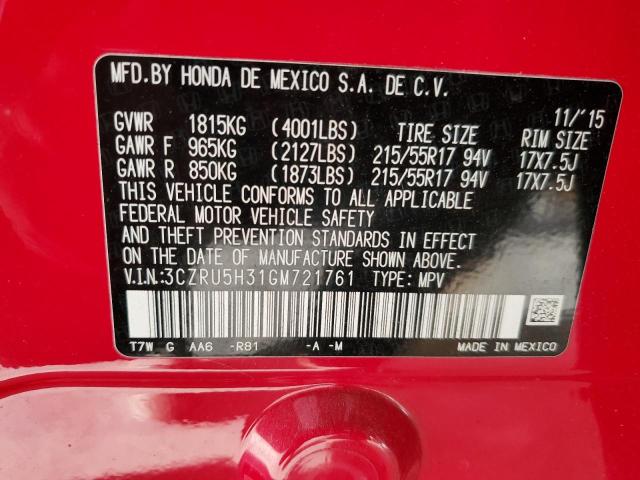 MFD. BY HONDA DE MEXICO S.A. DE C.V.
11/'15
GVWR 1815KG (4001LBS) TIRE SIZE RIM SIZE
GAWR F 965KG (2127LBS) 215/55R17 94V 17X7.5J
GAWR R 850KG (1873LBS) 215/55R17 94V 17X7.5J
THIS VEHICLE CONFORMS TO ALL APPLICABLE
FEDERAL MOTOR VEHICLE SAFETY
AND THEFT PREVENTION STANDARDS IN EFFECT
ON THE DATE OF MANUFACTURE SHOWN ABOVE.
V.I.N.:3CZRU5H31GM721761 TYPE: MPV
T7W G AA6 -R81 -A -M MADE IN MEXICO